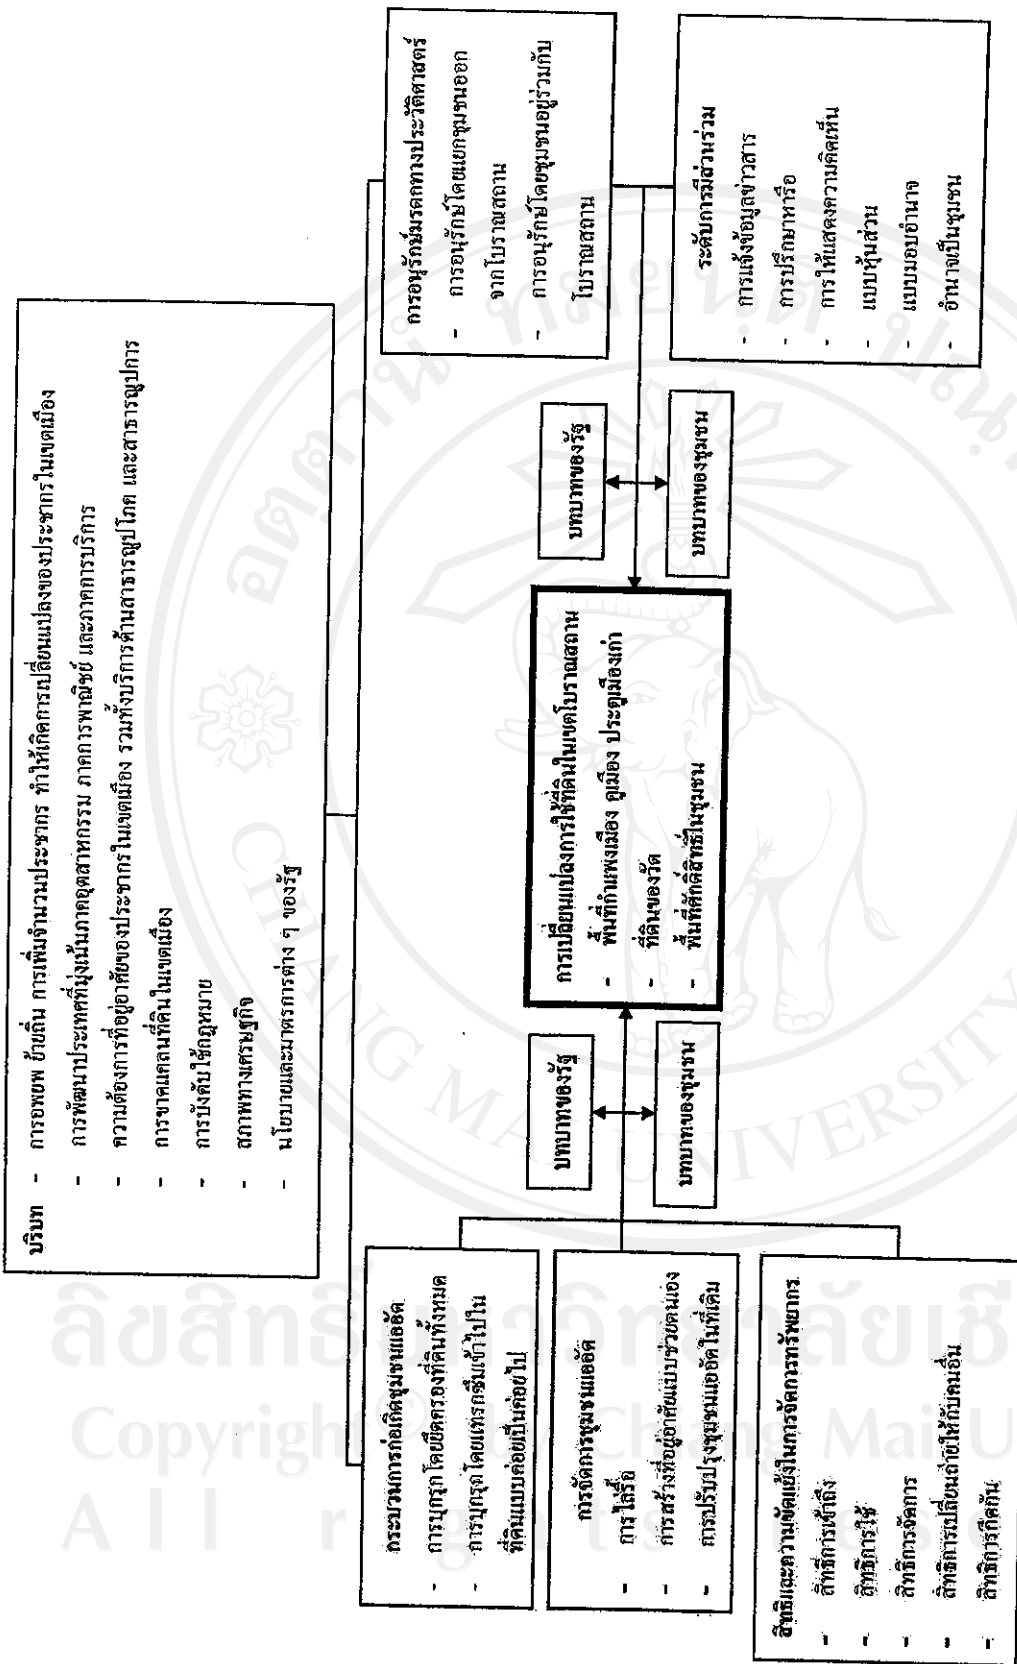 บริบท - การอพยพ ย้ายถิ่น การเพิ่มจำนวนประชากร ทำให้เกิดการเปลี่ยนแปลงของประชากรในเขตเมือง
- การพัฒนาประเทศที่มุ่งเน้นภาคอุตสาหกรรม ภาคการพาณิชย์ และภาคการบริการ
- ความต้องการที่อยู่อาศัยของประชากรในเขตเมือง รวมทั้งบริการด้านสาธารณูปโภค และสาธารณูปการ
- การขาดแคลนที่ดินในเขตเมือง
- การบังคับใช้กฎหมาย
- สภาพทางเศรษฐกิจ
- นโยบายและมาตรการต่าง ๆ ของรัฐ
กระบวนการก่อเกิดชุมชนแออัด
- การบุกรุกโดยยึดครองที่ดินทั้งหมด
- การบุกรุกโดยแทรกซึมเข้าไปใน
ที่ดินแบบค่อยเป็นค่อยไป
การจัดการชุมชนแออัด
- การไล่รื้อ
- การสร้างที่อยู่อาศัยแบบช่วยตนเอง
- การปรับปรุงชุมชนแออัดในที่เดิม
สิทธิและความขัดแย้งในการจัดการทรัพยากร
- สิทธิการเข้าถึง
- สิทธิการใช้
- สิทธิการจัดการ
- สิทธิการเปลี่ยนถ่ายให้กับคนอื่น
- สิทธิการกีดกัน
บทบาทของรัฐ
บทบาทของชุมชน
การเปลี่ยนแปลงการใช้ที่ดินในเขตโบราณสถาน
- พื้นที่กำแพงเมือง คูเมือง ประตูเมืองเก่า
- ที่ดินของวัด
- พื้นที่ศักดิ์สิทธิ์ในชุมชน
บทบาทของรัฐ
บทบาทของชุมชน
การอนุรักษ์มรดกทางประวัติศาสตร์
- การอนุรักษ์โดยแยกชุมชนออก
จากโบราณสถาน
- การอนุรักษ์โดยชุมชนอยู่ร่วมกับ
โบราณสถาน
ระดับการมีส่วนร่วม
- การแจ้งข้อมูลข่าวสาร
- การปรึกษาหารือ
- การให้แสดงความคิดเห็น
- แบบหุ้นส่วน
- แบบมอบอำนาจ
- อำนาจเป็นชุมชน
CHIANG MAI UNIVERSITY
Copyright © by Chiang Mai U
All rights rese